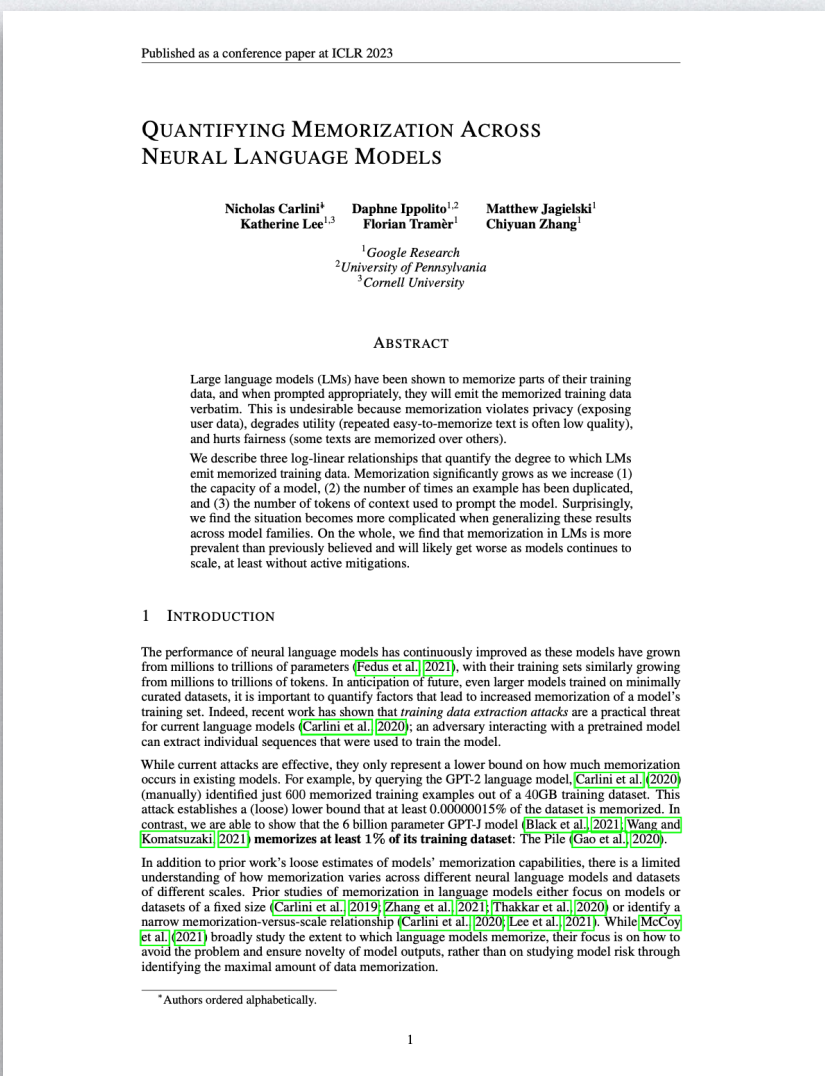 Published as a conference paper at ICLR 2023
QUANTIFYING MEMORIZATION ACROSS
NEURAL LANGUAGE MODELS
Nicholas Carlini*1 Daphne Ippolito1,2 Matthew Jagielski1
Katherine Lee1,3 Florian Tramèr1 Chiyuan Zhang1
1Google Research
2University of Pennsylvania
3Cornell University
ABSTRACT
Large language models (LMs) have been shown to memorize parts of their training
data, and when prompted appropriately, they will emit the memorized training data
verbatim. This is undesirable because memorization violates privacy (exposing
user data), degrades utility (repeated easy-to-memorize text is often low quality),
and hurts fairness (some texts are memorized over others).
We describe three log-linear relationships that quantify the degree to which LMs
emit memorized training data. Memorization significantly grows as we increase (1)
the capacity of a model, (2) the number of times an example has been duplicated,
and (3) the number of tokens of context used to prompt the model. Surprisingly,
we find the situation becomes more complicated when generalizing these results
across model families. On the whole, we find that memorization in LMs is more
prevalent than previously believed and will likely get worse as models continues to
scale, at least without active mitigations.
1 INTRODUCTION
The performance of neural language models has continuously improved as these models have grown
from millions to trillions of parameters (Fedus et al., 2021), with their training sets similarly growing
from millions to trillions of tokens. In anticipation of future, even larger models trained on minimally
curated datasets, it is important to quantify factors that lead to increased memorization of a model's
training set. Indeed, recent work has shown that training data extraction attacks are a practical threat
for current language models (Carlini et al., 2020); an adversary interacting with a pretrained model
can extract individual sequences that were used to train the model.
While current attacks are effective, they only represent a lower bound on how much memorization
occurs in existing models. For example, by querying the GPT-2 language model, Carlini et al. (2020)
(manually) identified just 600 memorized training examples out of a 40GB training dataset. This
attack establishes a (loose) lower bound that at least 0.00000015% of the dataset is memorized. In
contrast, we are able to show that the 6 billion parameter GPT-J model (Black et al., 2021; Wang and
Komatsuzaki, 2021) memorizes at least 1% of its training dataset: The Pile (Gao et al., 2020).
In addition to prior work's loose estimates of models' memorization capabilities, there is a limited
understanding of how memorization varies across different neural language models and datasets
of different scales. Prior studies of memorization in language models either focus on models or
datasets of a fixed size (Carlini et al., 2019; Zhang et al., 2021; Thakkar et al., 2020) or identify a
narrow memorization-versus-scale relationship (Carlini et al., 2020; Lee et al., 2021). While McCoy
et al. (2021) broadly study the extent to which language models memorize, their focus is on how to
avoid the problem and ensure novelty of model outputs, rather than on studying model risk through
identifying the maximal amount of data memorization.
*Authors ordered alphabetically.
1